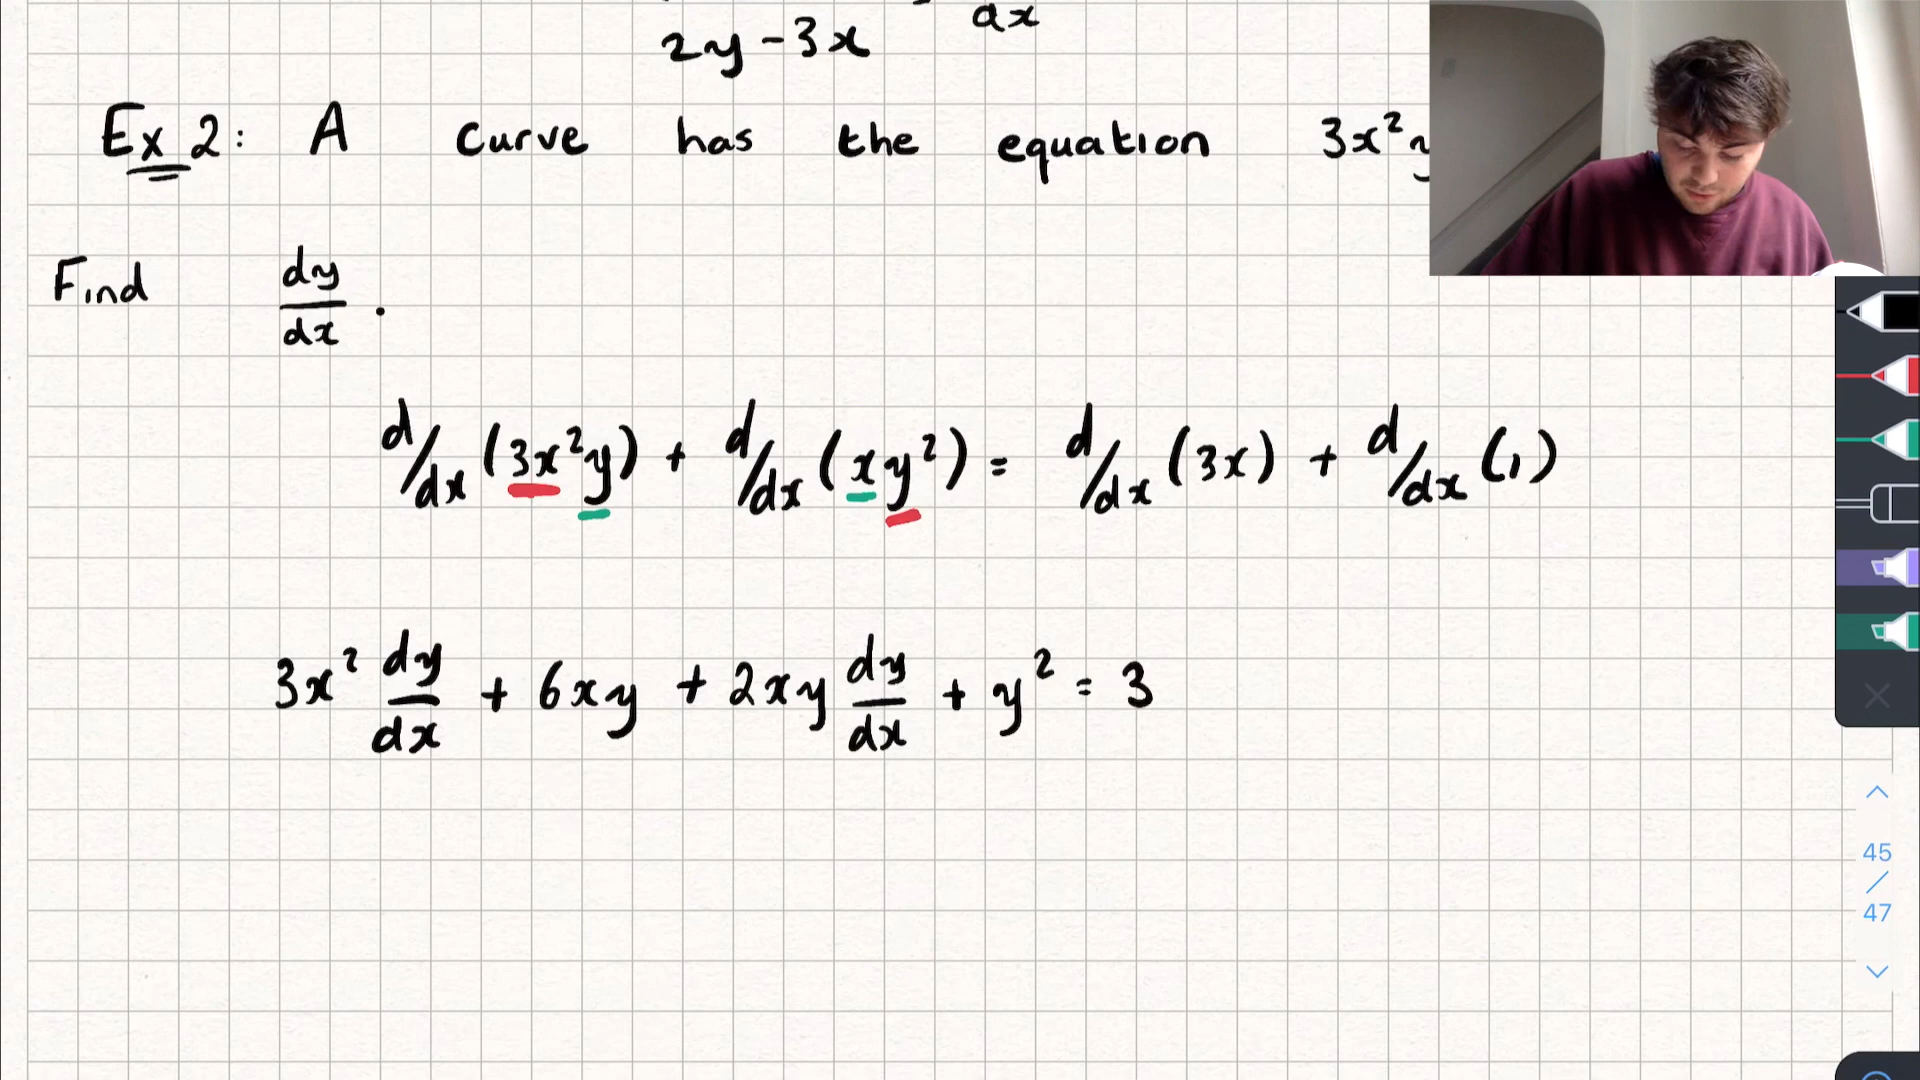 2y-3x dx
Ex 2: A curve has the equation 3x²y
Find dy/dx .
d/dx (3x²y) + d/dx (xy²) = d/dx (3x) + d/dx (1)
3x² dy/dx + 6xy + 2xy dy/dx + y² = 3
45
/
47